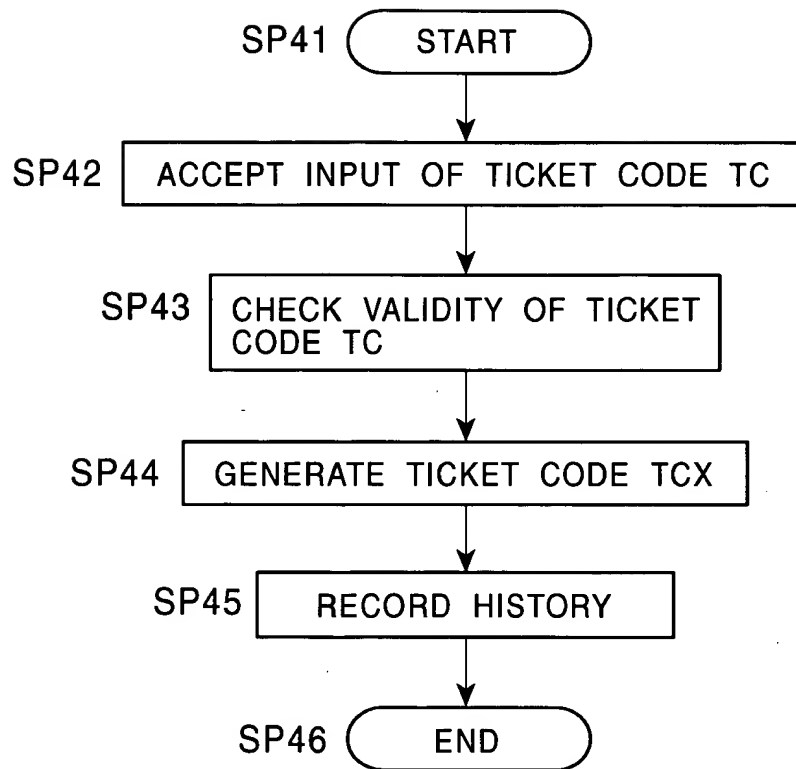 SP41 START
SP42 ACCEPT INPUT OF TICKET CODE TC
SP43 CHECK VALIDITY OF TICKET
CODE TC
SP44 GENERATE TICKET CODE TCX
SP45 RECORD HISTORY
SP46 END